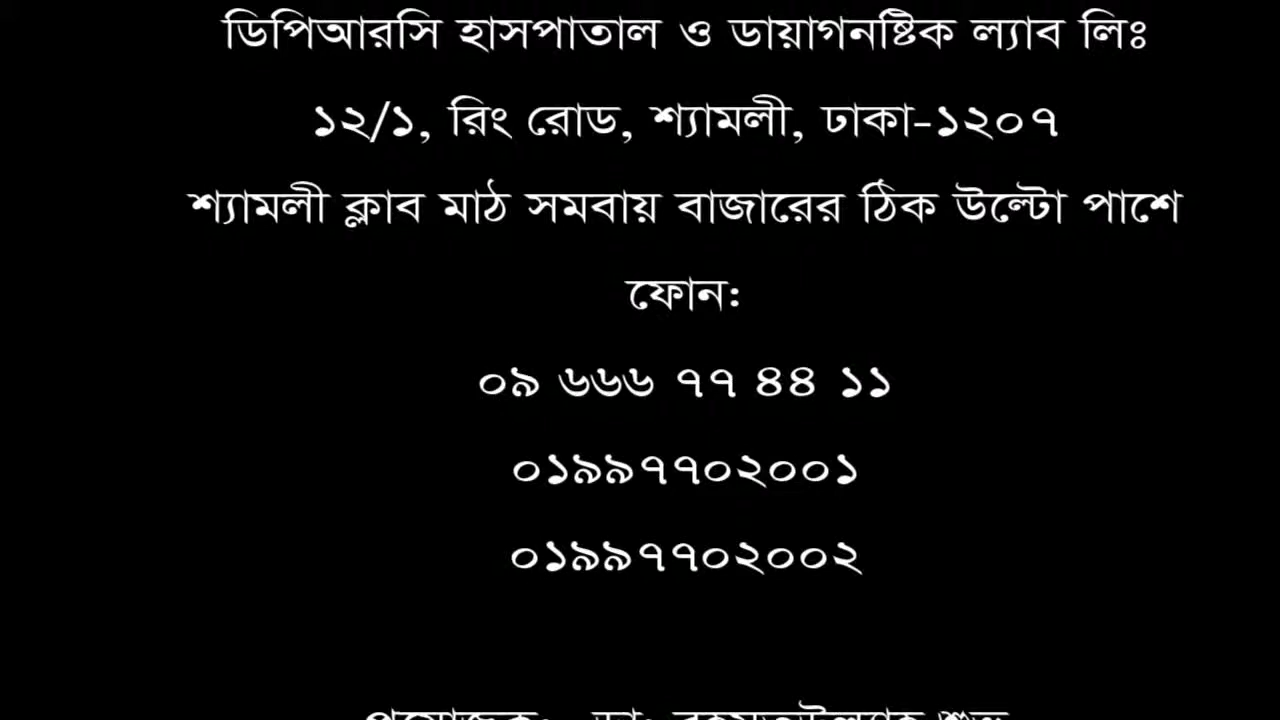 ডিপিআরসি হাসপাতাল ও ডায়াগনষ্টিক ল্যাব লিঃ
১২/১, রিং রোড, শ্যামলী, ঢাকা-১২০৭
শ্যামলী ক্লাব মাঠ সমবায় বাজারের ঠিক উল্টো পাশে
ফোন:
০৯ ৬৬৬ ৭৭ ৪৪ ১১
০১৯৯৭৭০২০০১
০১৯৯৭৭০২০০২